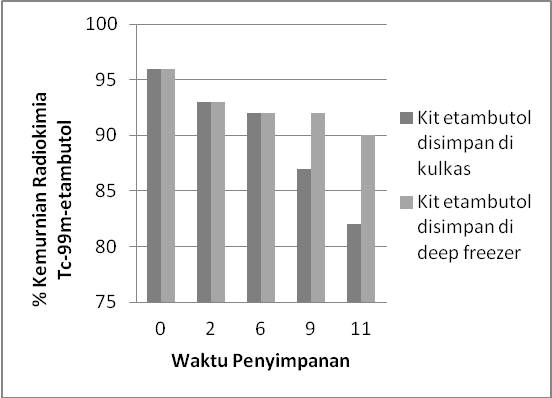 100
95
90
85
80
75
% Kemurnian Radiokimia
Tc-99m-etambutol
0 2 6 9 11
Waktu Penyimpanan
Kit etambutol
disimpan di
kulkas
Kit etambutol
disimpan di
deep freezer